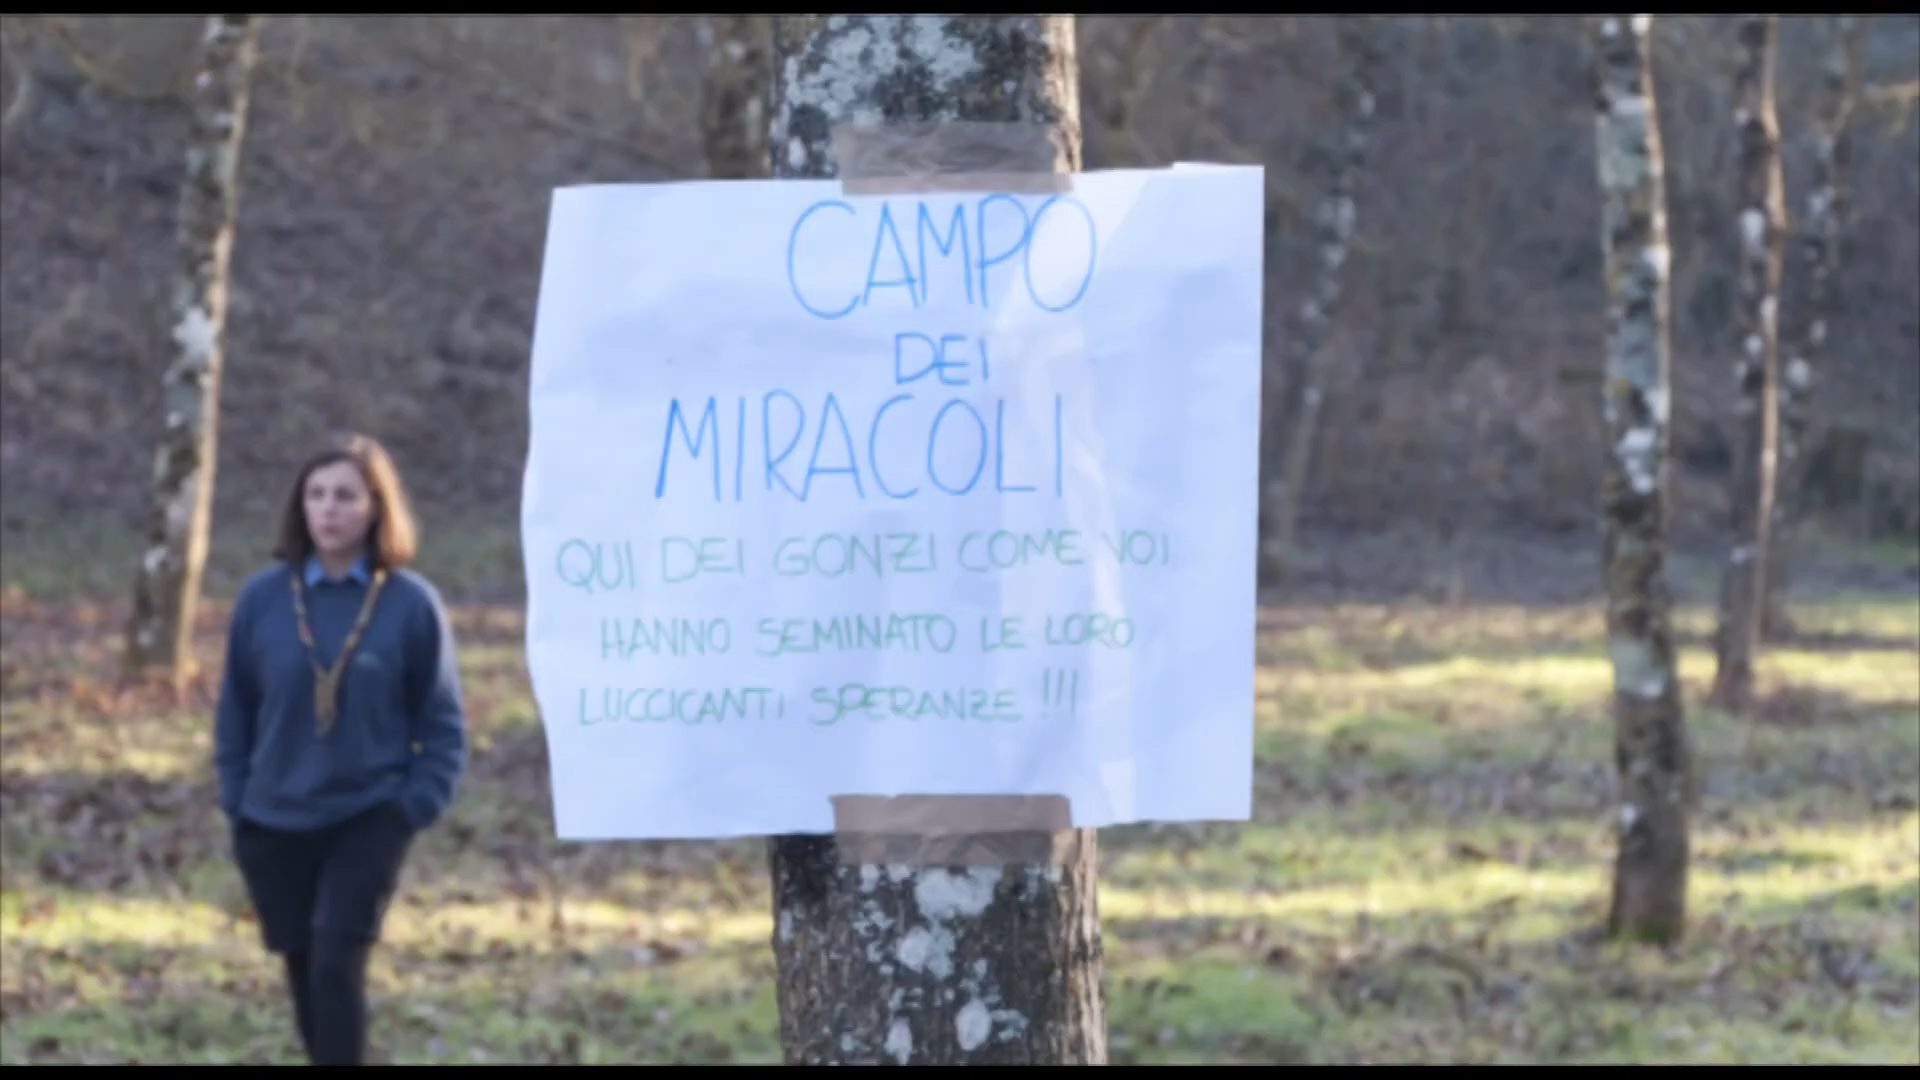 CAMPO
DEI
MIRACOLI
QUI DEI GONZI COME VOI
HANNO SEMINATO LE LORO
LUCCICANTI SPERANZE!!!